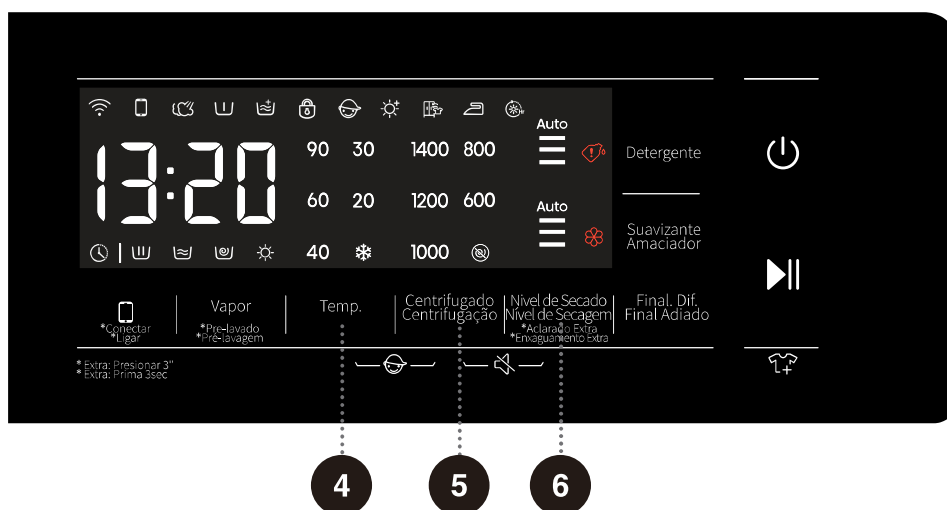 Auto
13:20
90 30 1400 800
Detergente
60 20 1200 600
Auto
Suavizante
Amaciador
40 1000
*Conectar
*Ligar
Vapor
*Pre-lavado
*Pré-lavagem
Temp.
Centrifugado
Centrifugação
Nivel de Secado
Nível de Secagem
*Aclarado Extra
*Enxaguamento Extra
Final. Dif.
Final Adiado
* Extra: Presionar 3"
* Extra: Prima 3sec
4 5 6